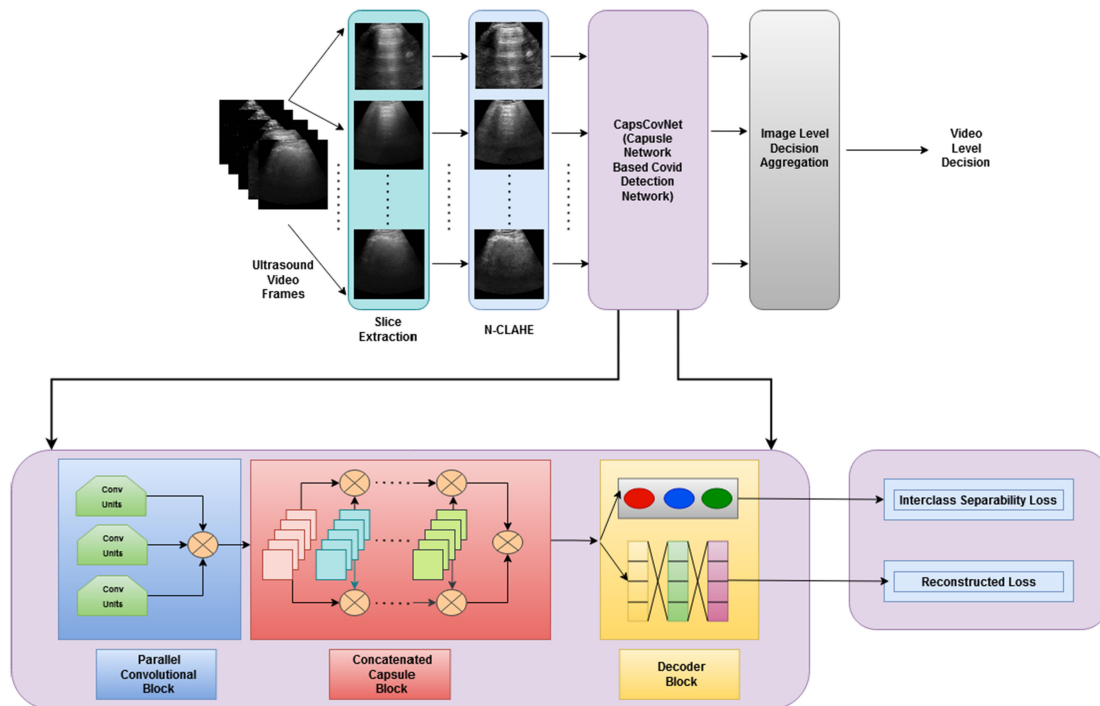 Ultrasound
Video
Frames
Slice
Extraction
N-CLAHE
CapsCovNet
(Capusle
Network
Based Covid
Detection
Network)
Image Level
Decision
Aggregation
Video
Level
Decision
Conv
Units
Conv
Units
Conv
Units
Parallel
Convolutional
Block
Concatenated
Capsule
Block
Decoder
Block
Interclass Separability Loss
Reconstructed Loss